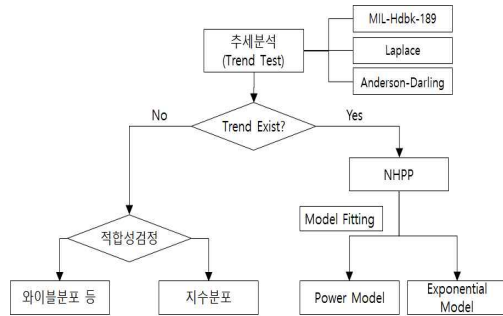 추세분석
(Trend Test)
MIL-Hdbk-189
Laplace
Anderson-Darling
No
Trend Exist?
Yes
NHPP
Model Fitting
적합성검정
와이블분포 등
지수분포
Power Model
Exponential
Model